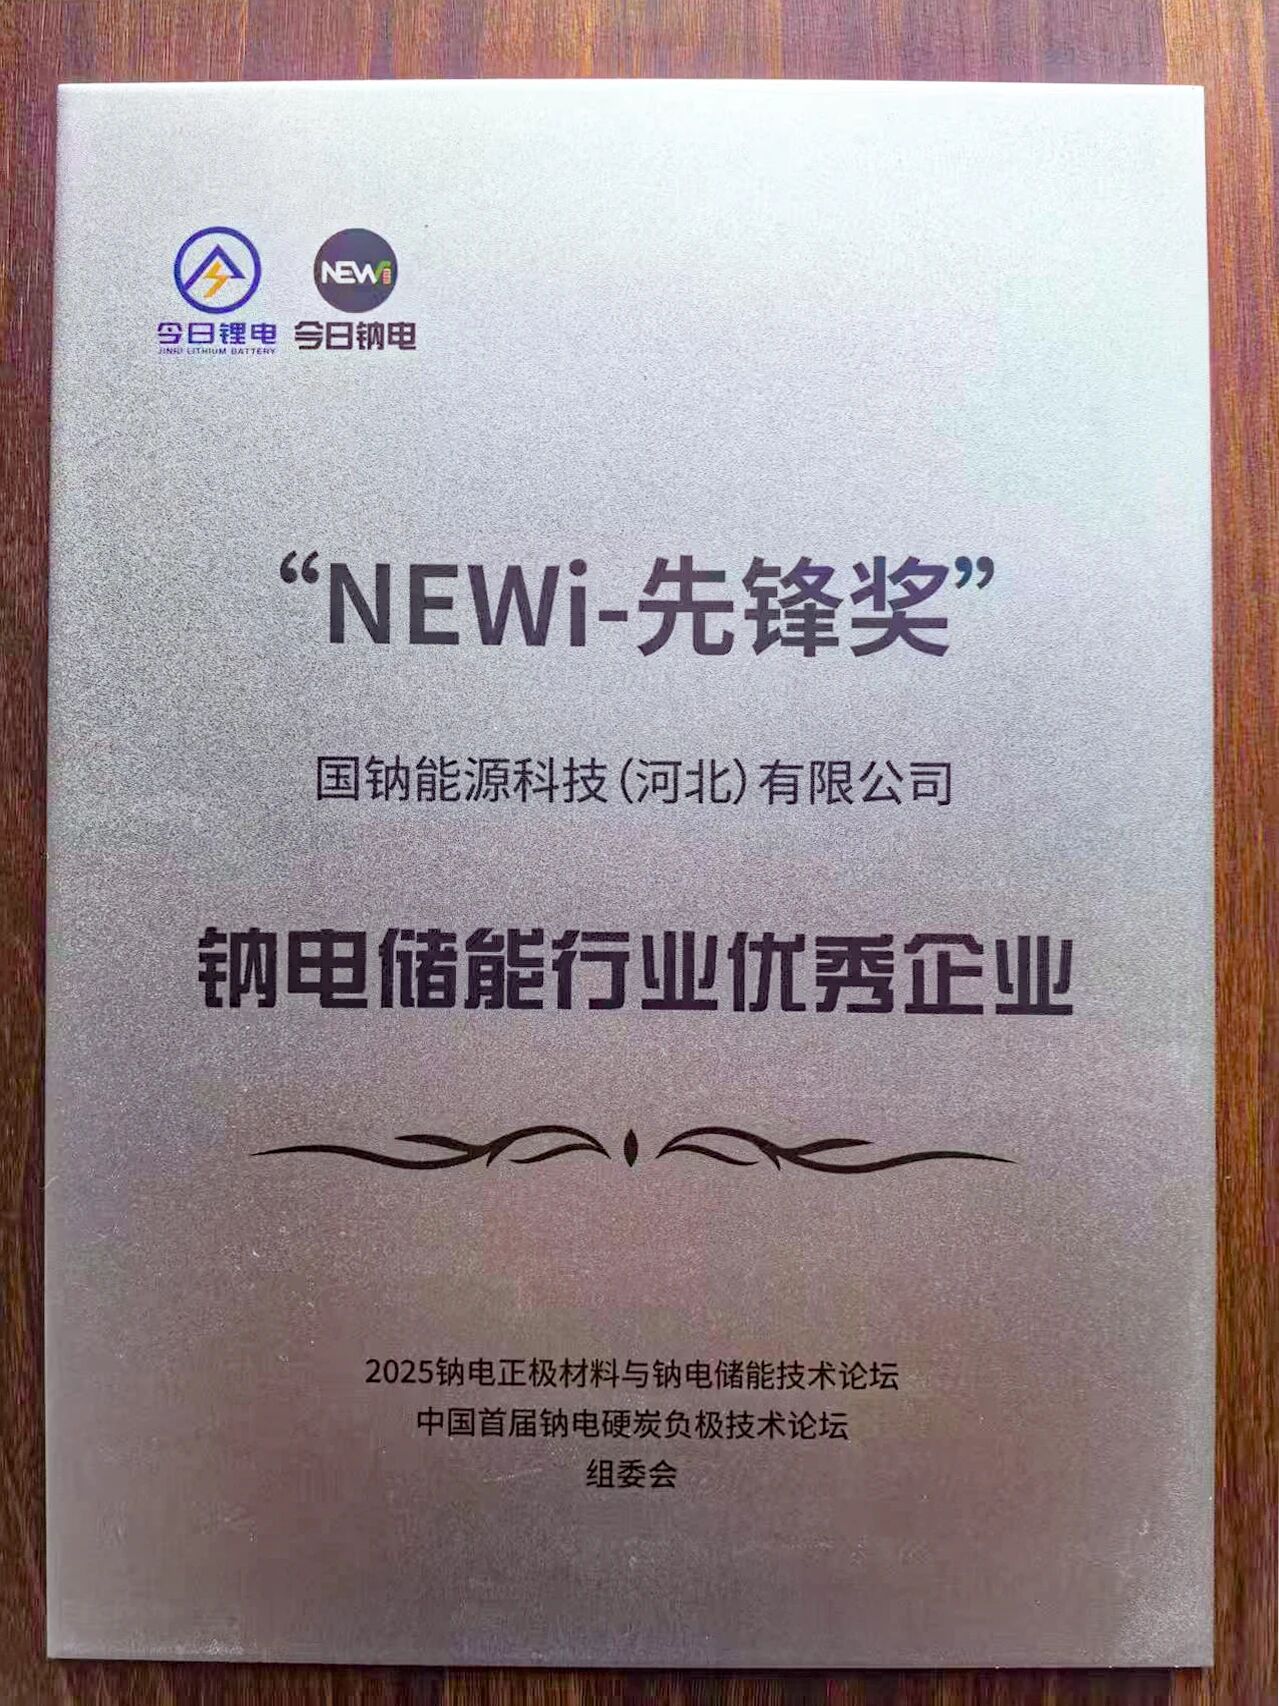 NEWi
今日锂电 今日钠电
JINRI LITHIUM BATTERY
“NEWi-先锋奖”
国钠能源科技(河北)有限公司
钠电储能行业优秀企业
2025钠电正极材料与钠电储能技术论坛
中国首届钠电硬炭负极技术论坛
组委会